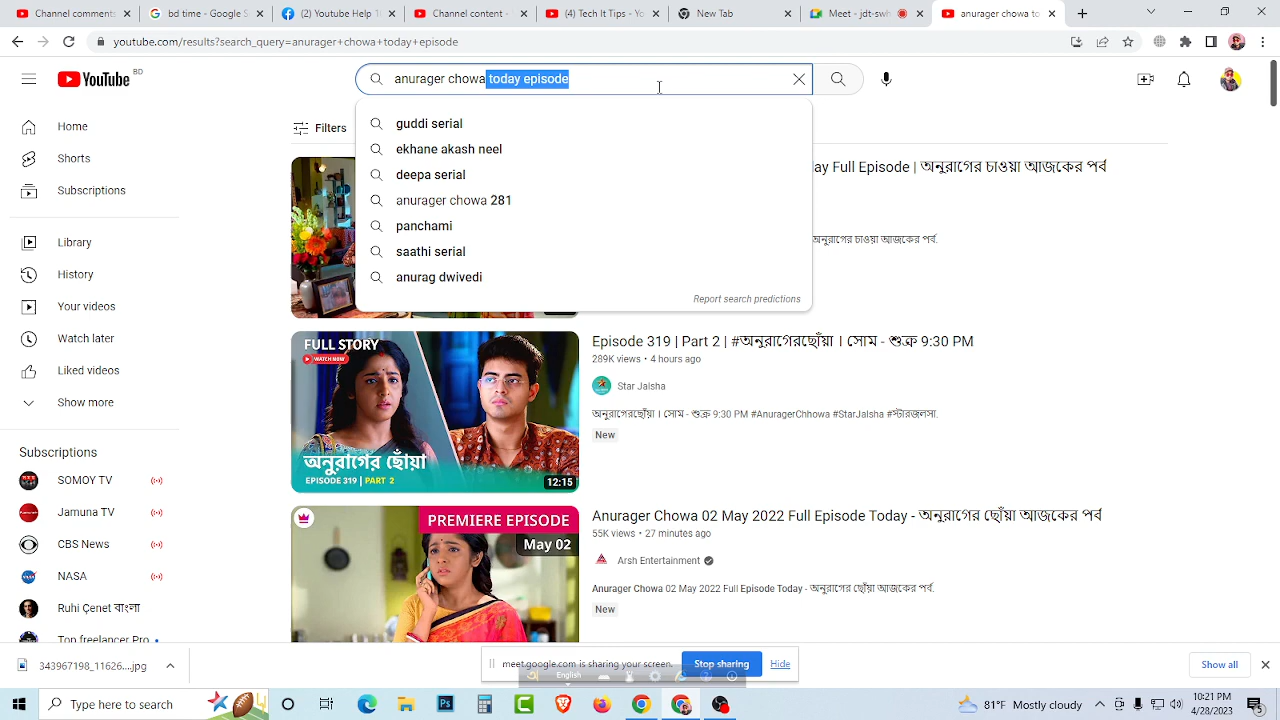 Channel comments
bd time - Google S
(2) Youtube Help T
Channel content -
(4) Tech It Tips - Yo
New Tab
Meet - jdt-swh
anurager chowa to
youtube.com/results?search_query=anurager+chowa+today+episode
YouTube BD
anurager chowa today episode
guddi serial
ekhane akash neel
deepa serial
anurager chowa 281
panchami
saathi serial
anurag dwivedi
Report search predictions
Home
Shorts
Subscriptions
Library
History
Your videos
Watch later
Liked videos
Show more
Subscriptions
SOMOY TV
Jamuna TV
CBS News
NASA
Ruhi Çenet বাংলা
Top freelancer Pro
Filters
ay Full Episode | অনুরাগের চাওয়া আজকের পর্ব
অনুরাগের চাওয়া আজকের পর্ব.
FULL STORY
WATCH NOW
অনুরাগের ছোঁয়া
EPISODE 319 | PART 2
12:15
Episode 319 | Part 2 | #অনুরাগেরছোঁয়া । সোম - শুক্র 9:30 PM
289K views • 4 hours ago
Star Jalsha
অনুরাগেরছোঁয়া । সোম - শুক্র 9:30 PM #AnuragerChhowa #StarJalsha #স্টারজলসা.
New
PREMIERE EPISODE
May 02
Anurager Chowa 02 May 2022 Full Episode Today - অনুরাগের ছোঁয়া আজকের পর্ব
55K views • 27 minutes ago
Arsh Entertainment
Anurager Chowa 02 May 2022 Full Episode Today - অনুরাগের ছোঁয়া আজকের পর্ব.
New
343967198_11626....jpg
meet.google.com is sharing your screen.
Stop sharing
Hide
English
Show all
Type here to search
81°F Mostly cloudy
10:21 PM
4/28/2023
5